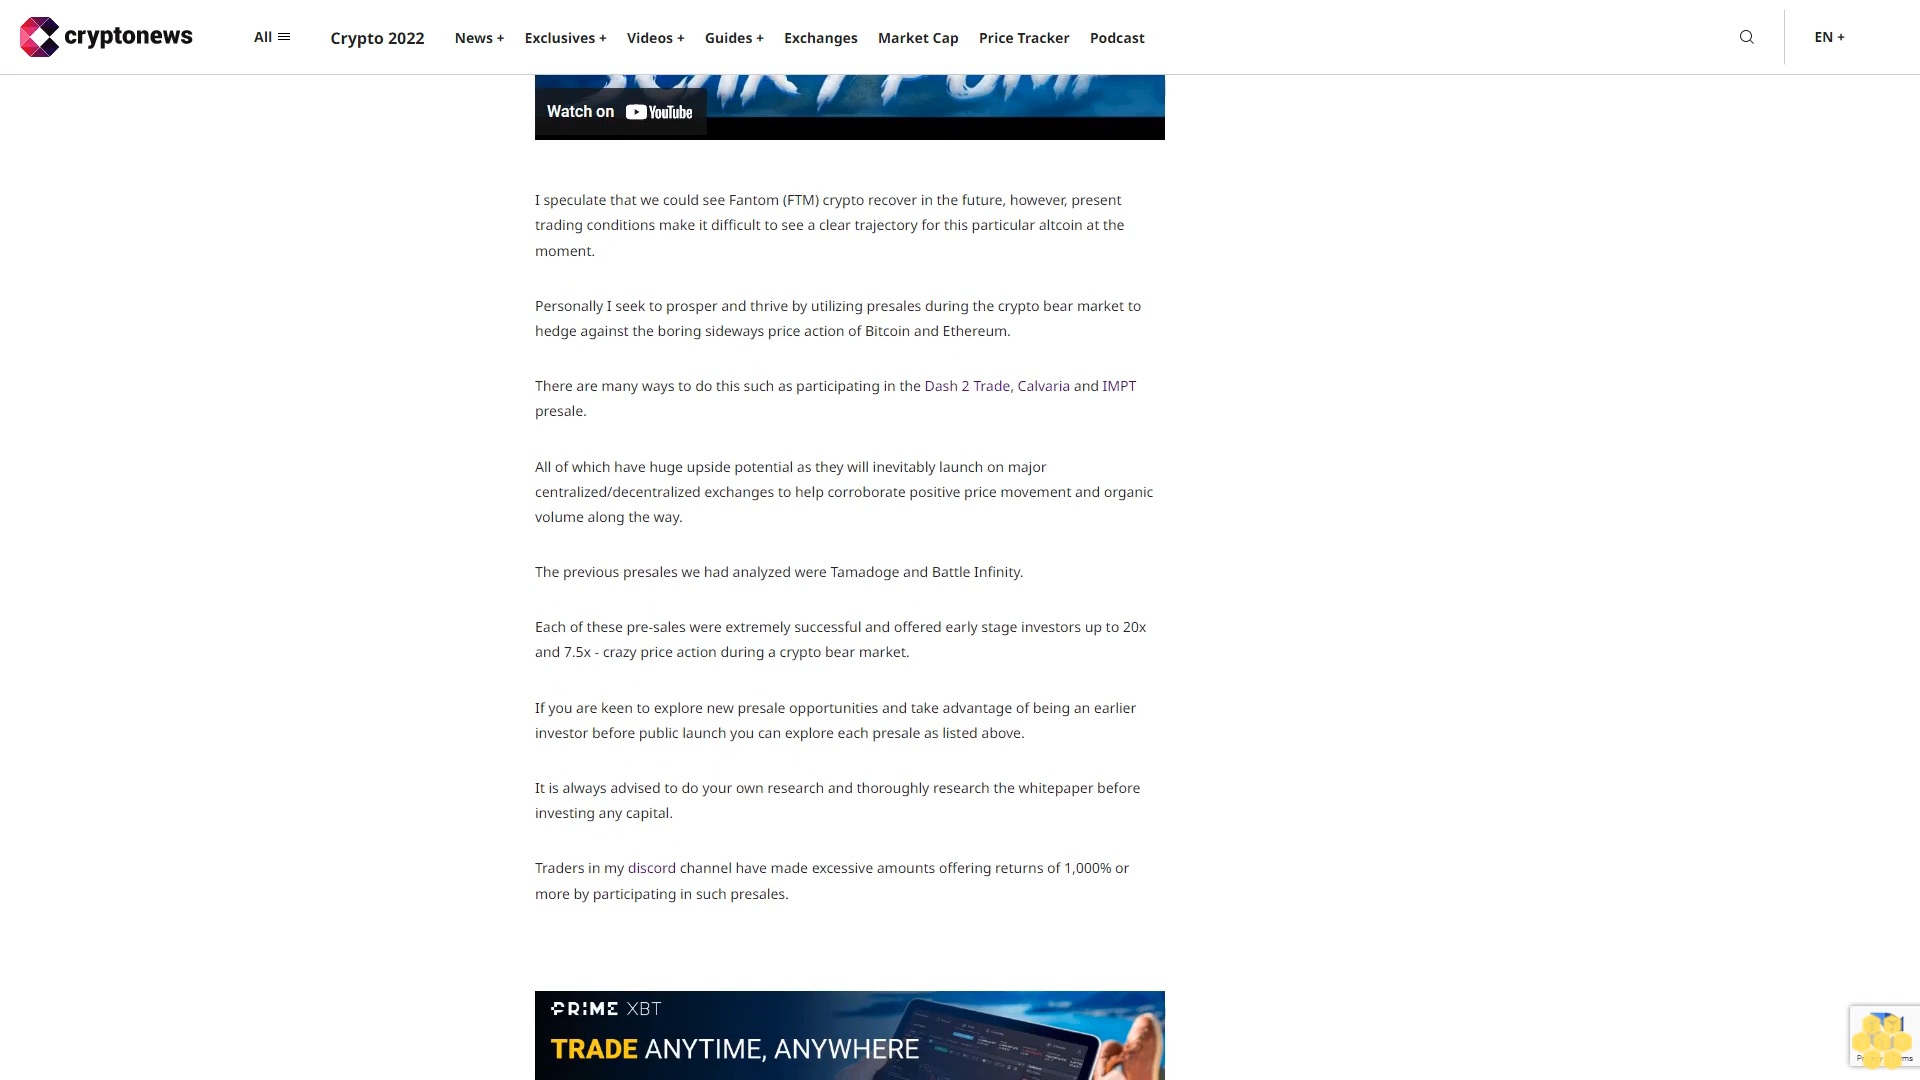 cryptonews
All
Crypto 2022
News +
Exclusives +
Videos +
Guides +
Exchanges
Market Cap
Price Tracker
Podcast
EN +
Watch on YouTube
I speculate that we could see Fantom (FTM) crypto recover in the future, however, present
trading conditions make it difficult to see a clear trajectory for this particular altcoin at the
moment.
Personally I seek to prosper and thrive by utilizing presales during the crypto bear market to
hedge against the boring sideways price action of Bitcoin and Ethereum.
There are many ways to do this such as participating in the Dash 2 Trade, Calvaria and IMPT
presale.
All of which have huge upside potential as they will inevitably launch on major
centralized/decentralized exchanges to help corroborate positive price movement and organic
volume along the way.
The previous presales we had analyzed were Tamadoge and Battle Infinity.
Each of these pre-sales were extremely successful and offered early stage investors up to 20x
and 7.5x - crazy price action during a crypto bear market.
If you are keen to explore new presale opportunities and take advantage of being an earlier
investor before public launch you can explore each presale as listed above.
It is always advised to do your own research and thoroughly research the whitepaper before
investing any capital.
Traders in my discord channel have made excessive amounts offering returns of 1,000% or
more by participating in such presales.
PRIME XBT
TRADE ANYTIME, ANYWHERE